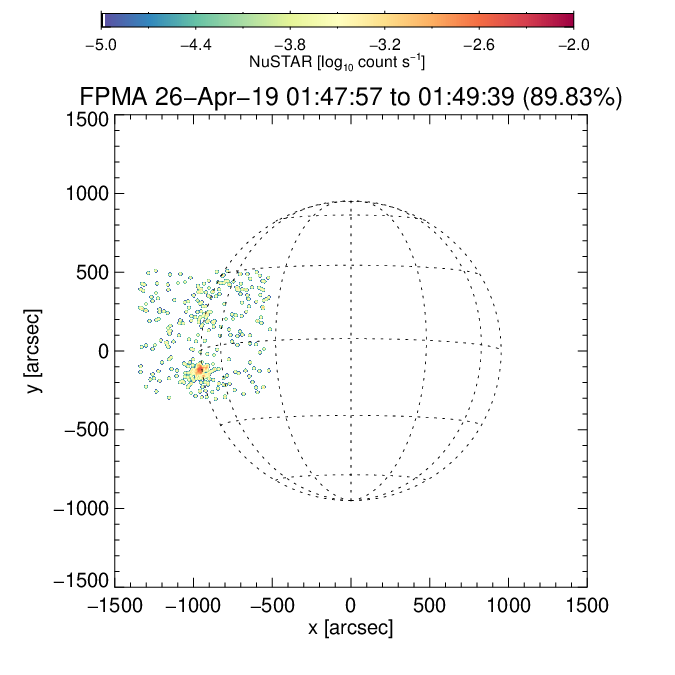 −5.0 −4.4 −3.8 −3.2 −2.6 −2.0
NuSTAR [log10 count s−1]
FPMA 26−Apr−19 01:47:57 to 01:49:39 (89.83%)
1500
1000
500
0
−500
−1000
−1500
y [arcsec]
−1500 −1000 −500 0 500 1000 1500
x [arcsec]